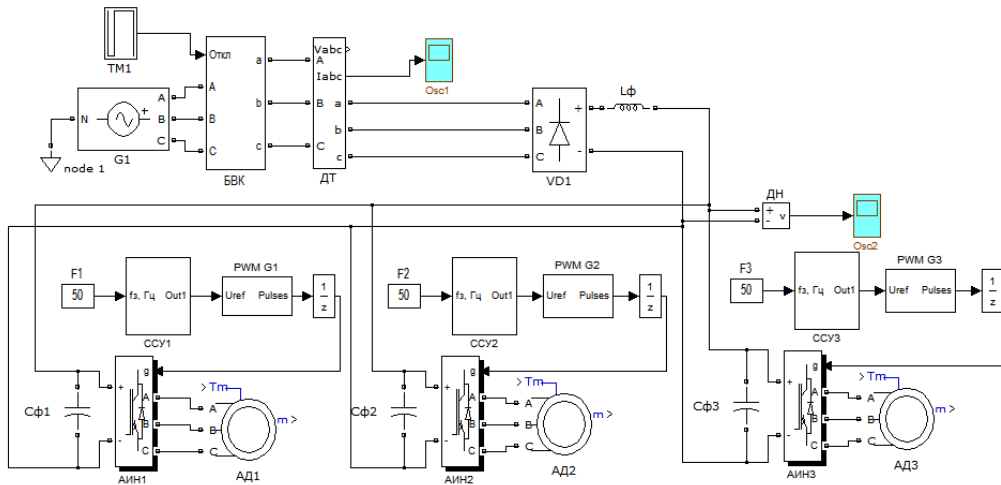 TM1
Откл
A
B
C
a
b
c
БВК
N
A
B
C
+
G1
node 1
Vabc
A
Iabc
B
a
b
C
c
ДТ
Osc1
A
B
C
+
-
VD1
Lф
ДН
+
-
v
Osc2
F1
50
fз, Гц Out1
ССУ1
PWM G1
Uref Pulses
1
z
F2
50
fз, Гц Out1
ССУ2
PWM G2
Uref Pulses
1
z
F3
50
fз, Гц Out1
ССУ3
PWM G3
Uref Pulses
1
z
Сф1
+
-
g
A
B
C
АИН1
Tm
m
A
B
C
АД1
Сф2
+
-
g
A
B
C
АИН2
Tm
m
A
B
C
АД2
Сф3
+
-
g
A
B
C
АИН3
Tm
m
A
B
C
АД3